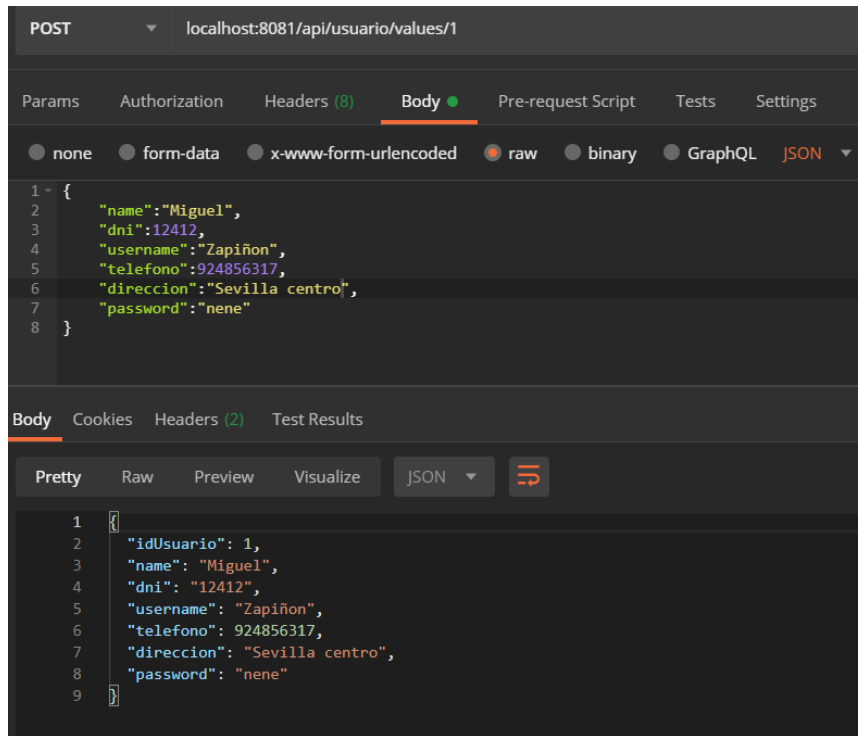 POST localhost:8081/api/usuario/values/1
Params Authorization Headers (8) Body Pre-request Script Tests Settings
none form-data x-www-form-urlencoded raw binary GraphQL JSON
1 {
2 "name":"Miguel",
3 "dni":12412,
4 "username":"Zapiñon",
5 "telefono":924856317,
6 "direccion":"Sevilla centro",
7 "password":"nene"
8 }
Body Cookies Headers (2) Test Results
Pretty Raw Preview Visualize JSON
1 {
2 "idUsuario": 1,
3 "name": "Miguel",
4 "dni": "12412",
5 "username": "Zapiñon",
6 "telefono": 924856317,
7 "direccion": "Sevilla centro",
8 "password": "nene"
9 }